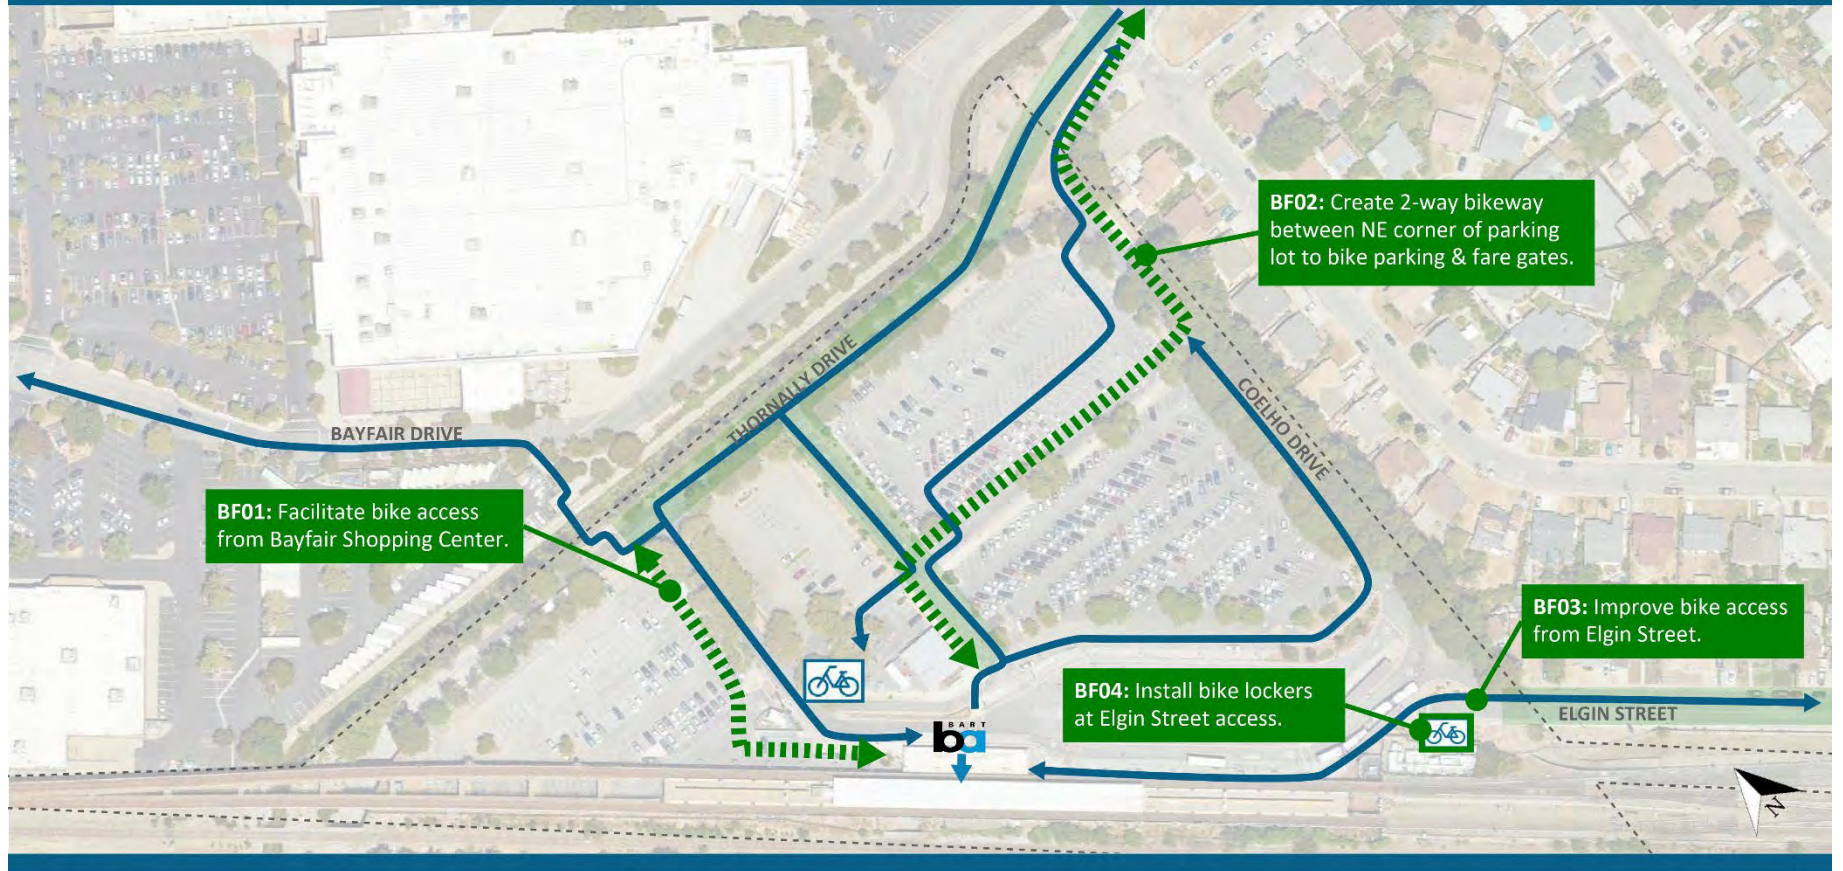 BF02: Create 2-way bikeway
between NE corner of parking
lot to bike parking & fare gates.
THORNALLY DRIVE
COELHO DRIVE
BAYFAIR DRIVE
BF01: Facilitate bike access
from Bayfair Shopping Center.
BF03: Improve bike access
from Elgin Street.
BF04: Install bike lockers
at Elgin Street access.
ELGIN STREET
BART
ba
N